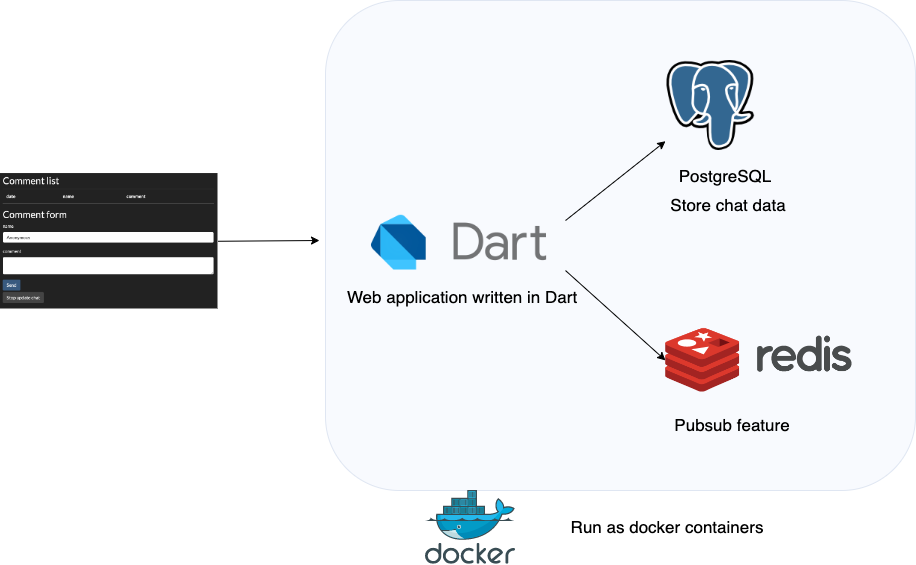 Comment list
date name comment
Comment form
name
Anonymous
comment
Send
Stop update chat
Dart
Web application written in Dart
PostgreSQL
Store chat data
redis
Pubsub feature
docker
Run as docker containers